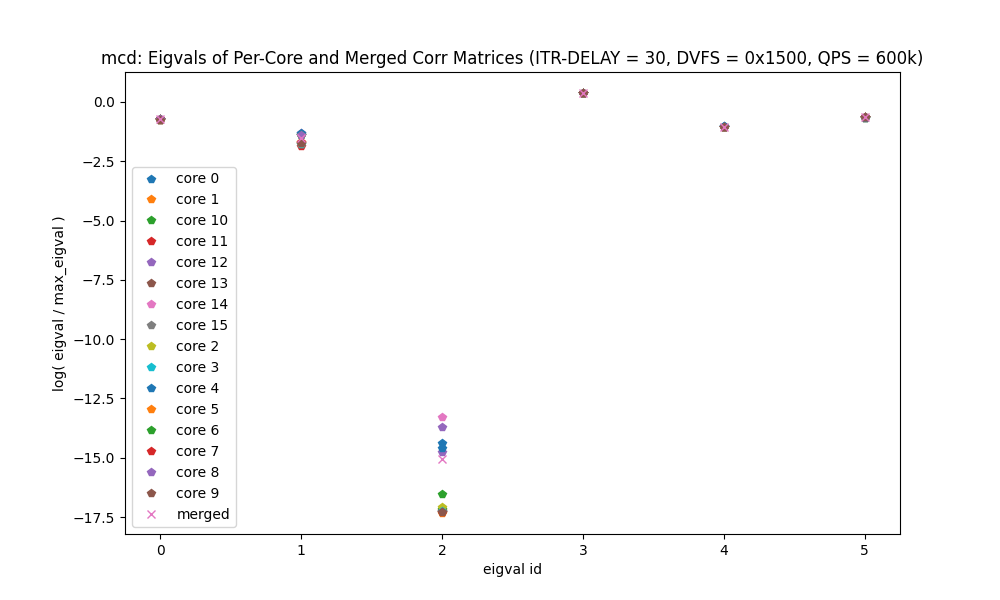 mcd: Eigvals of Per-Core and Merged Corr Matrices (ITR-DELAY = 30, DVFS = 0x1500, QPS = 600k)
log( eigval / max_eigval )
0.0
−2.5
−5.0
−7.5
−10.0
−12.5
−15.0
−17.5
core 0
core 1
core 10
core 11
core 12
core 13
core 14
core 15
core 2
core 3
core 4
core 5
core 6
core 7
core 8
core 9
merged
0 1 2 3 4 5
eigval id